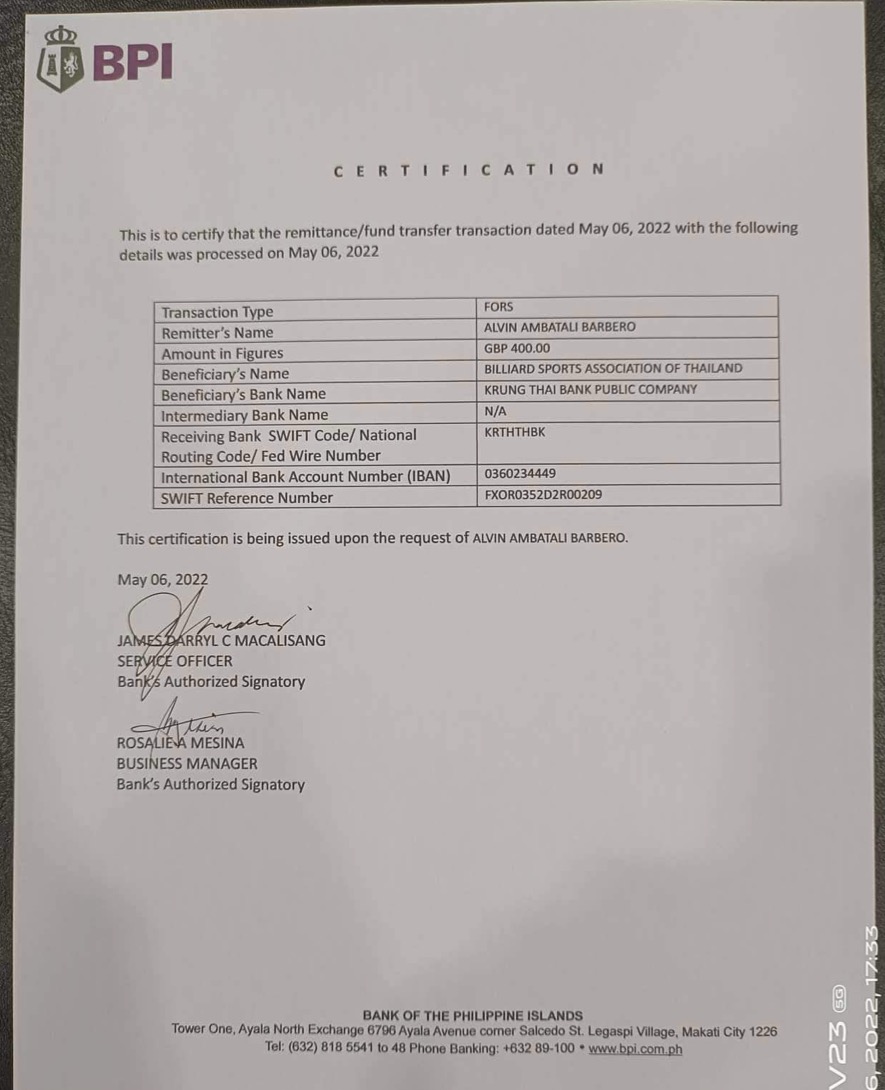 BPI
CERTIFICATION
This is to certify that the remittance/fund transfer transaction dated May 06, 2022 with the following
details was processed on May 06, 2022
Transaction Type FORS
Remitter's Name ALVIN AMBATALI BARBERO
Amount in Figures GBP 400.00
Beneficiary's Name BILLIARD SPORTS ASSOCIATION OF THAILAND
Beneficiary's Bank Name KRUNG THAI BANK PUBLIC COMPANY
Intermediary Bank Name N/A
Receiving Bank SWIFT Code/ National KRTHTHBK
Routing Code/ Fed Wire Number
International Bank Account Number (IBAN) 0360234449
SWIFT Reference Number FXOR0352D2R00209
This certification is being issued upon the request of ALVIN AMBATALI BARBERO.
May 06, 2022
JAMES DARRYL C MACALISANG
SERVICE OFFICER
Bank's Authorized Signatory
ROSALIE A MESINA
BUSINESS MANAGER
Bank's Authorized Signatory
BANK OF THE PHILIPPINE ISLANDS
Tower One, Ayala North Exchange 6796 Ayala Avenue corner Salcedo St. Legaspi Village, Makati City 1226
Tel: (632) 818 5541 to 48 Phone Banking: +632 89-100 * www.bpi.com.ph
V23 5G
6, 2022, 17:33